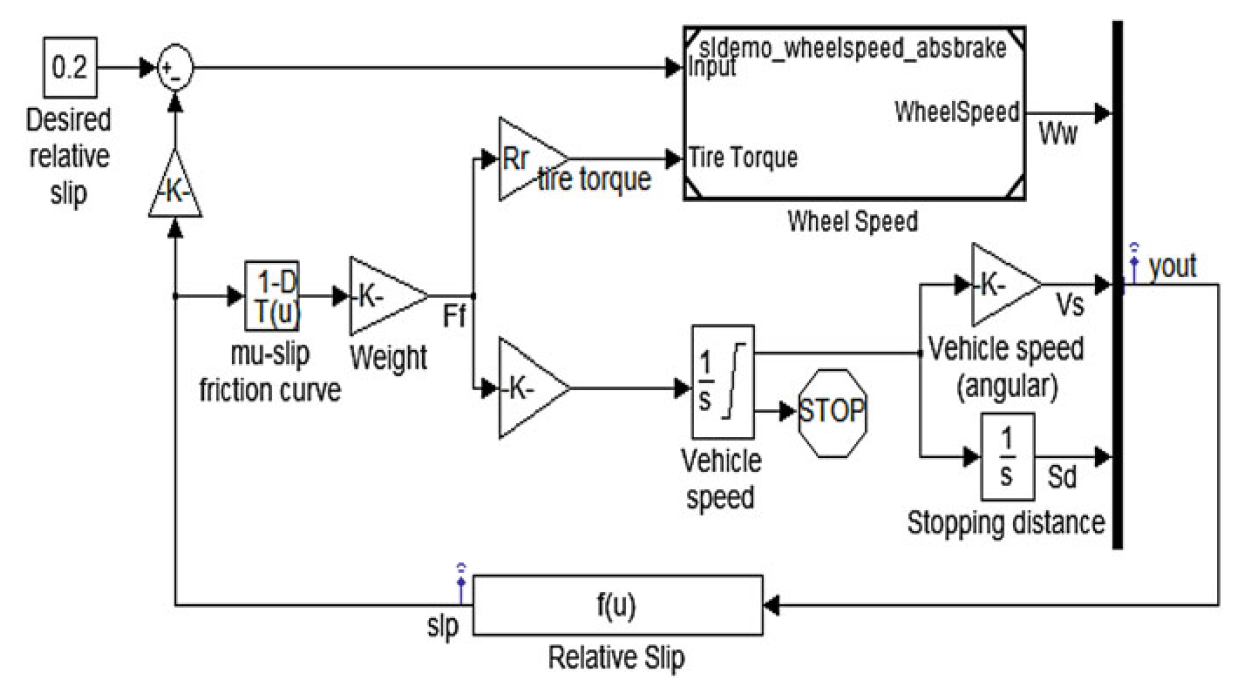 0.2
Desired
relative
slip
+
-
-K-
sldemo_wheelspeed_absbrake
Input
WheelSpeed
Tire Torque
Wheel Speed
Ww
Rr
tire torque
1-D
T(u)
mu-slip
friction curve
-K-
Weight
Ff
-K-
1
s
Vehicle
speed
STOP
-K-
Vs
Vehicle speed
(angular)
1
s
Sd
Stopping distance
yout
f(u)
slp
Relative Slip